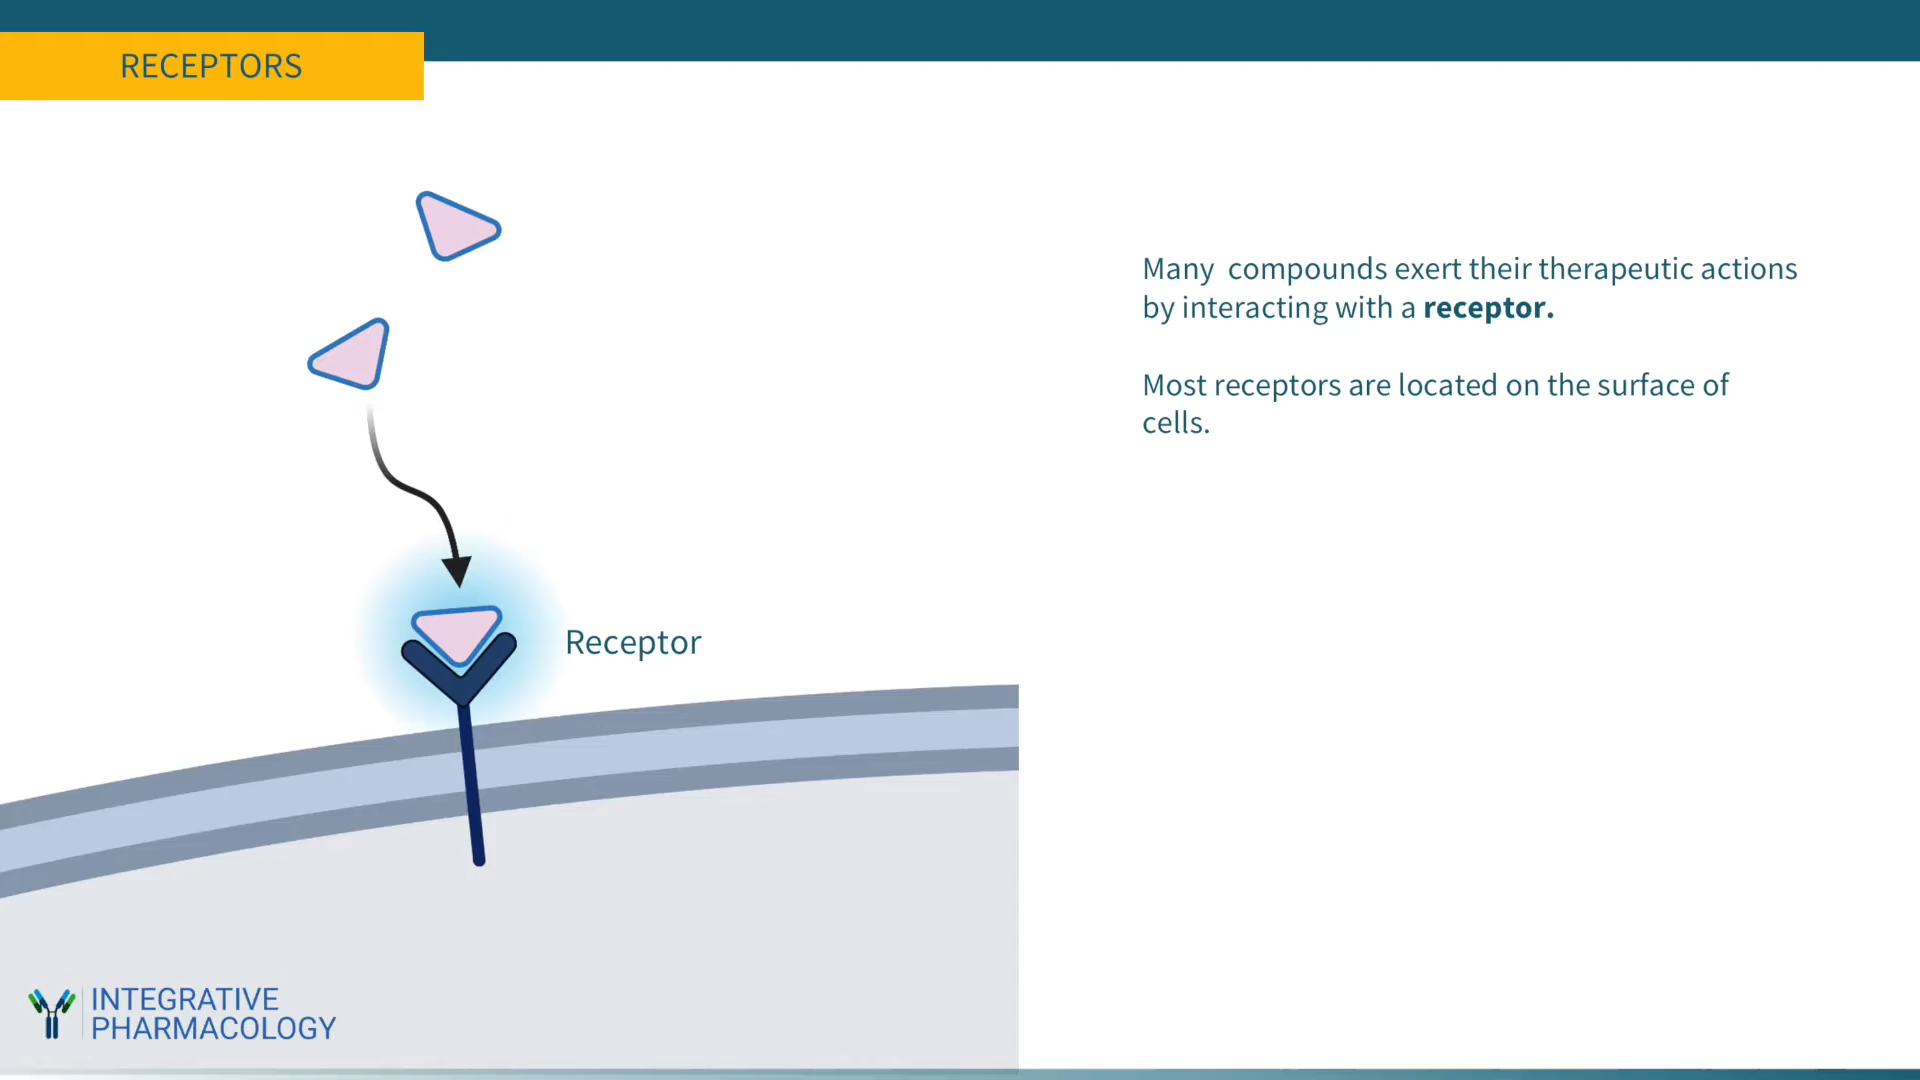 RECEPTORS
Many compounds exert their therapeutic actions
by interacting with a receptor.
Most receptors are located on the surface of
cells.
Receptor
INTEGRATIVE
PHARMACOLOGY